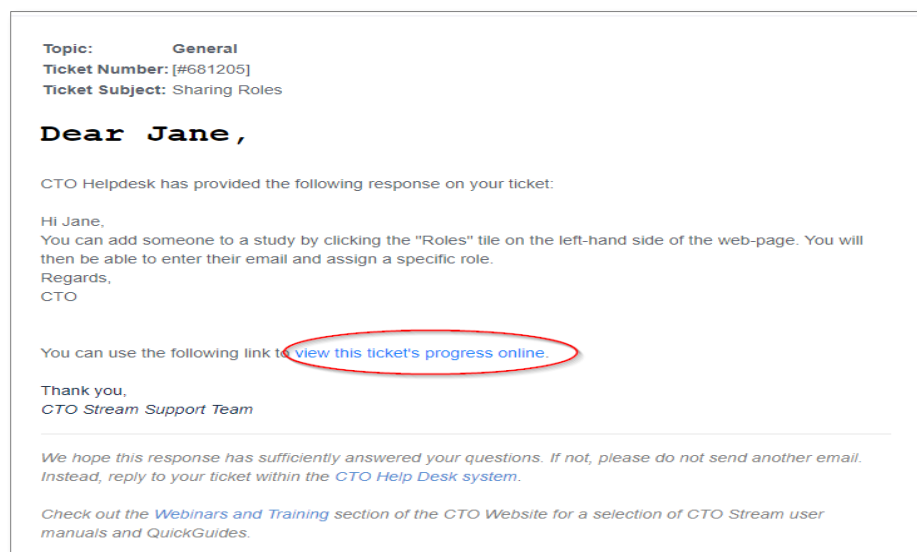 Topic: General
Ticket Number: [#681205]
Ticket Subject: Sharing Roles
Dear Jane,
CTO Helpdesk has provided the following response on your ticket:
Hi Jane,
You can add someone to a study by clicking the "Roles" tile on the left-hand side of the web-page. You will
then be able to enter their email and assign a specific role.
Regards,
CTO
You can use the following link to view this ticket's progress online.
Thank you,
CTO Stream Support Team
We hope this response has sufficiently answered your questions. If not, please do not send another email.
Instead, reply to your ticket within the CTO Help Desk system.
Check out the Webinars and Training section of the CTO Website for a selection of CTO Stream user
manuals and QuickGuides.